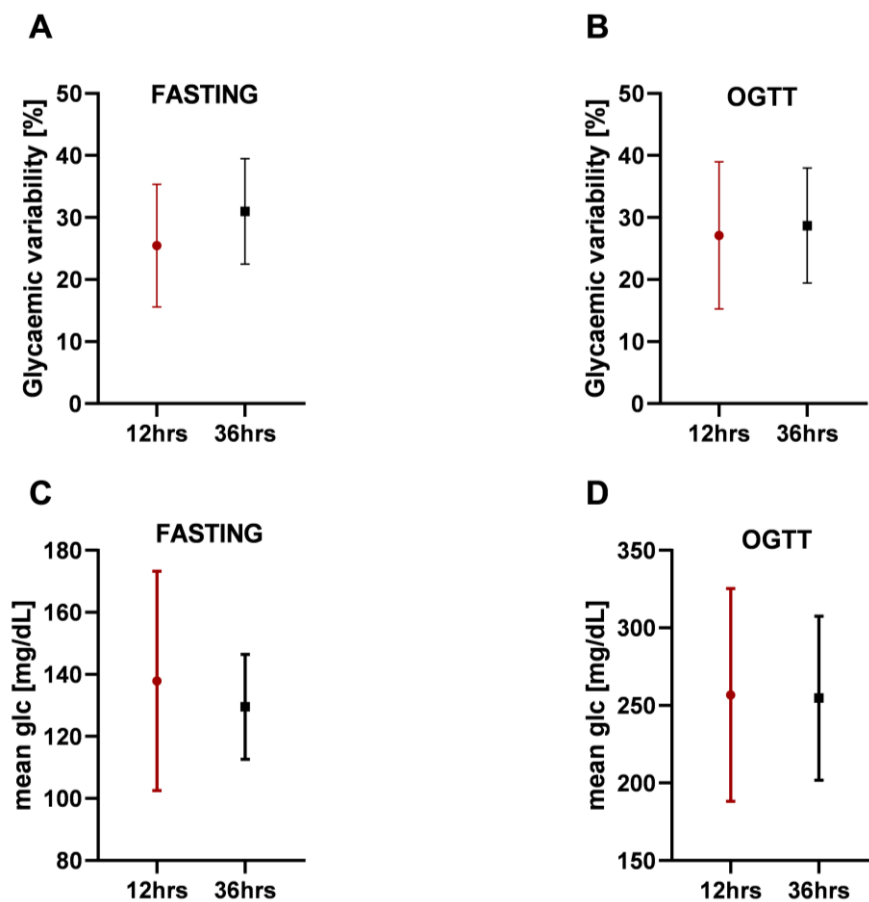 A
FASTING
Glycaemic variability [%]
50
40
30
20
10
0
12hrs 36hrs
B
OGTT
Glycaemic variability [%]
50
40
30
20
10
0
12hrs 36hrs
C
FASTING
mean glc [mg/dL]
180
160
140
120
100
80
12hrs 36hrs
D
OGTT
mean glc [mg/dL]
350
300
250
200
150
12hrs 36hrs